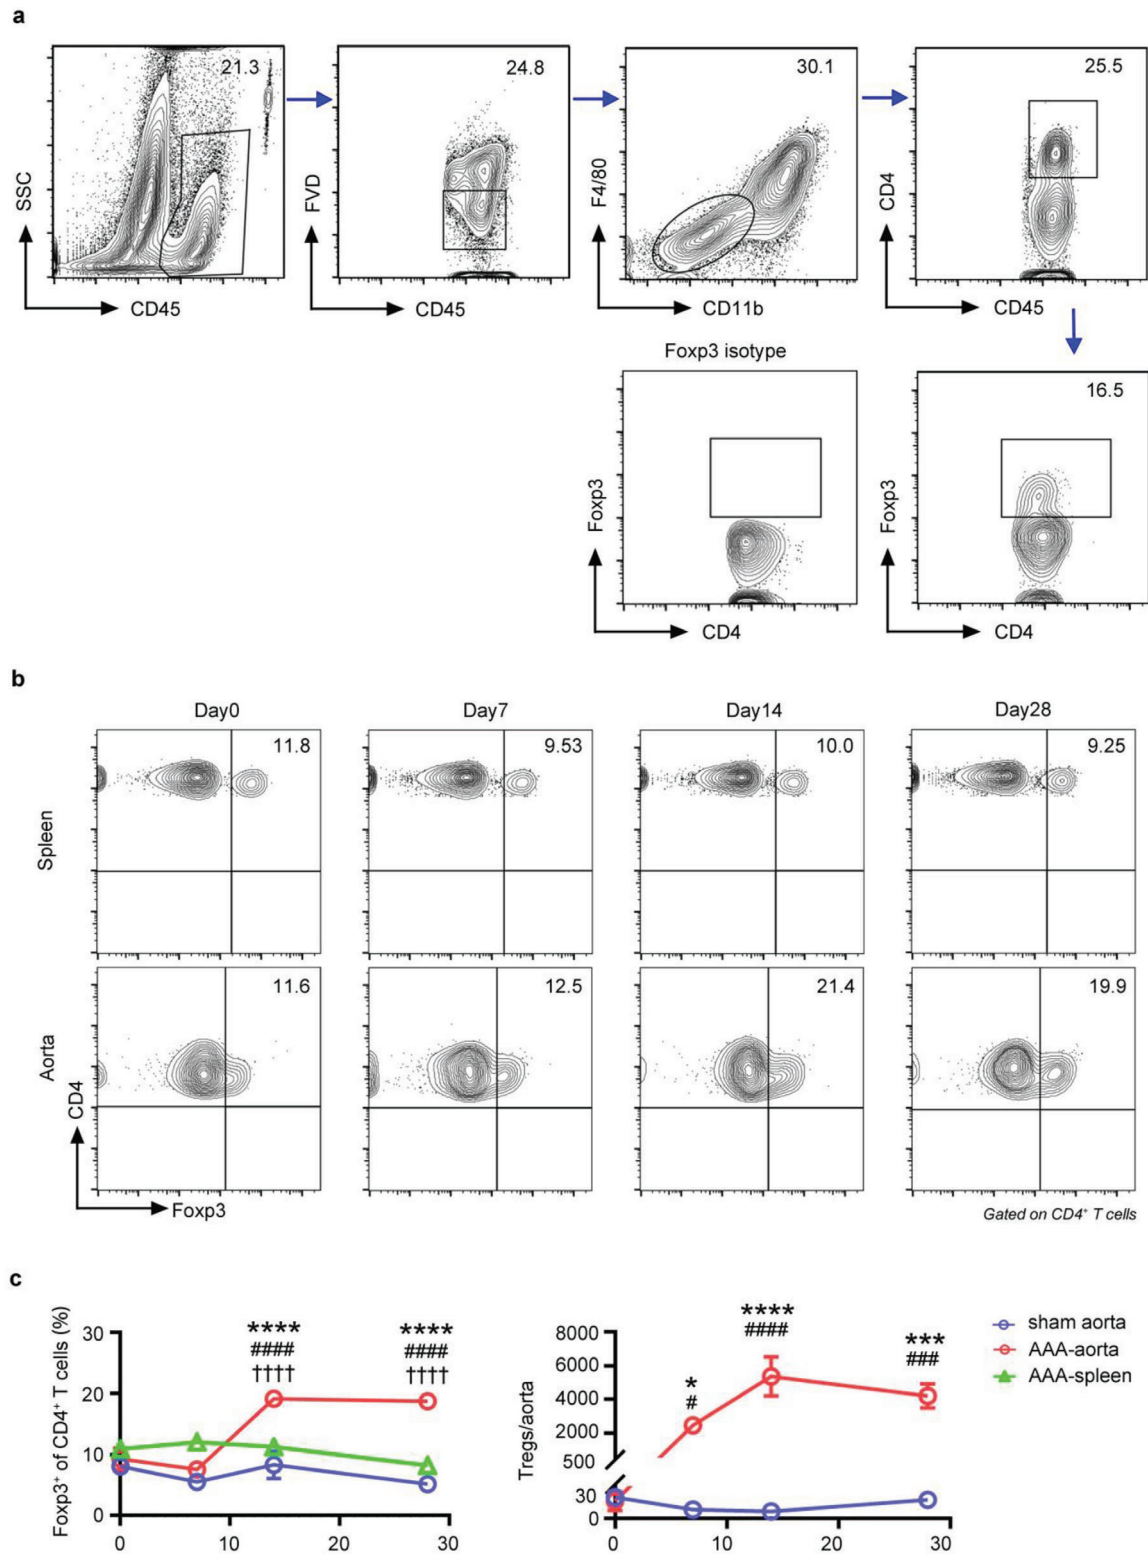 a
21.3
24.8
30.1
25.5
SSC
FVD
F4/80
CD4
CD45
CD45
CD11b
CD45
Foxp3 isotype
16.5
Foxp3
Foxp3
CD4
CD4
b
Day0
Day7
Day14
Day28
Spleen
11.8
9.53
10.0
9.25
Aorta
11.6
12.5
21.4
19.9
CD4
Foxp3
Gated on CD4⁺ T cells
c
Foxp3⁺ of CD4⁺ T cells (%)
30
20
10
0
0
10
20
30
****
####
††††
****
####
††††
Tregs/aorta
8000
6000
4000
2000
500
30
0
0
10
20
30
*
#
****
####
***
###
sham aorta
AAA-aorta
AAA-spleen